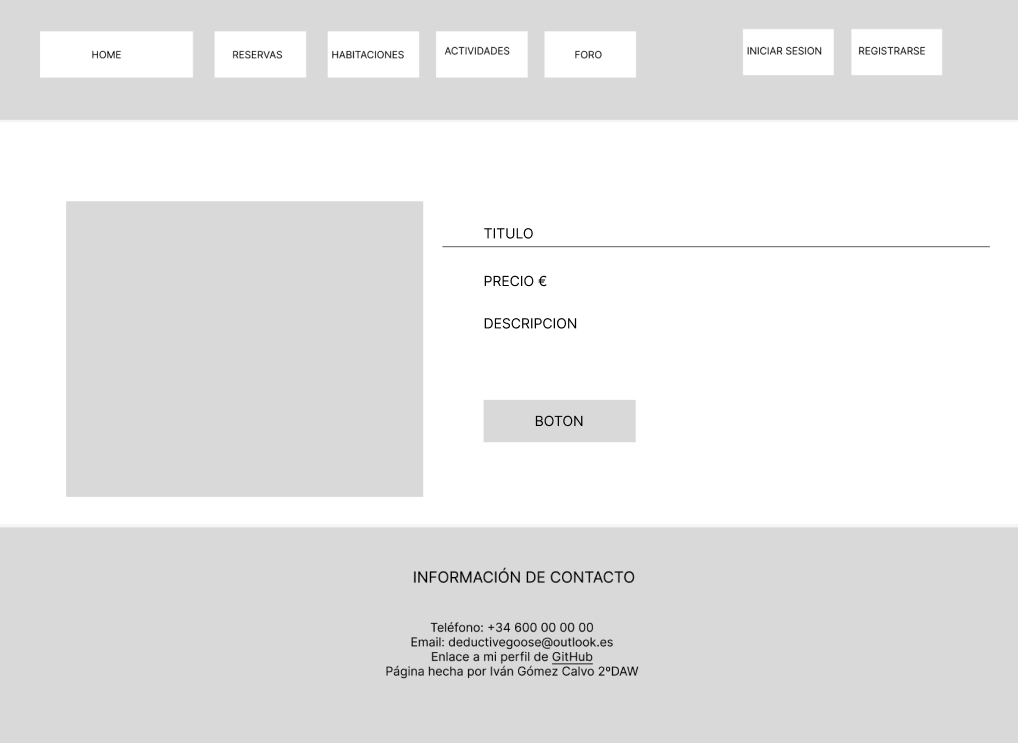 HOME
RESERVAS
HABITACIONES
ACTIVIDADES
FORO
INICIAR SESION
REGISTRARSE
TITULO
PRECIO €
DESCRIPCION
BOTON
INFORMACIÓN DE CONTACTO
Teléfono: +34 600 00 00 00
Email: deductivegoose@outlook.es
Enlace a mi perfil de GitHub
Página hecha por Iván Gómez Calvo 2ºDAW